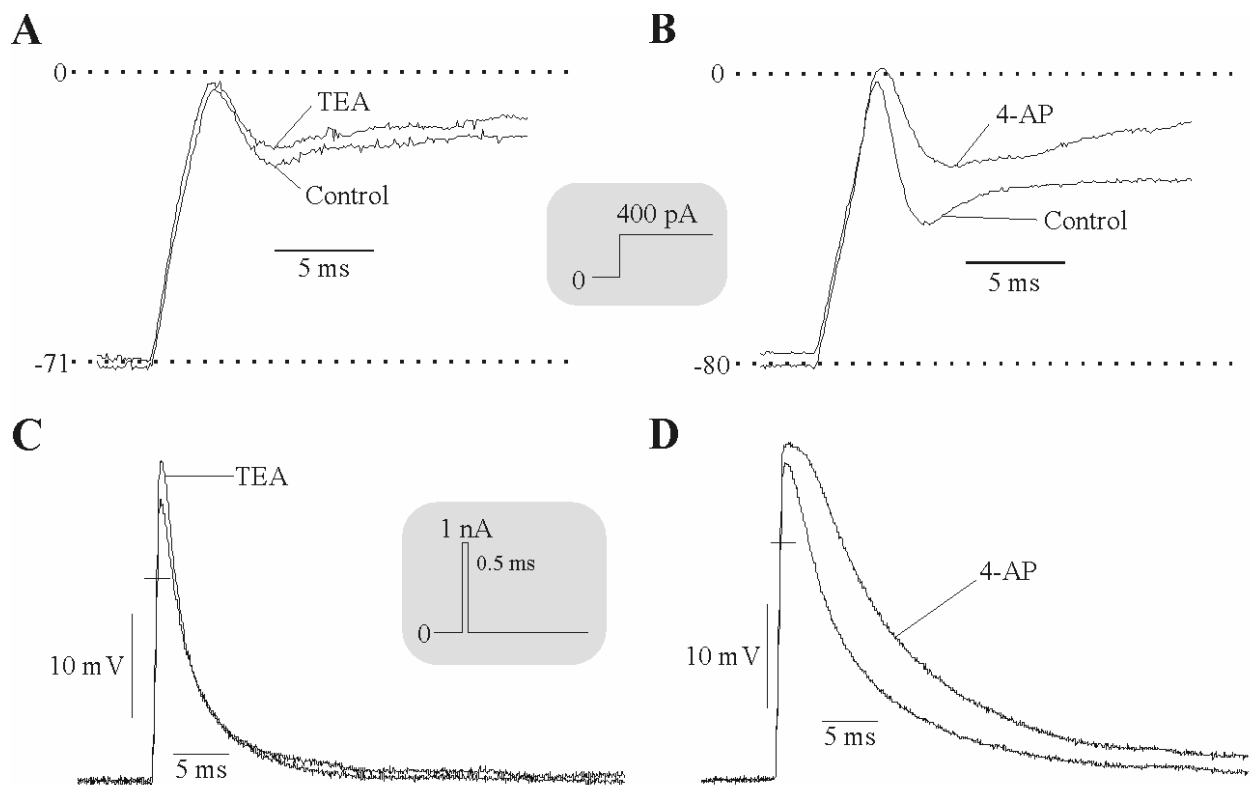 A
0
TEA
Control
5 ms
-71
400 pA
0
B
0
4-AP
Control
5 ms
-80
C
TEA
10 mV
5 ms
1 nA
0.5 ms
0
D
4-AP
10 mV
5 ms